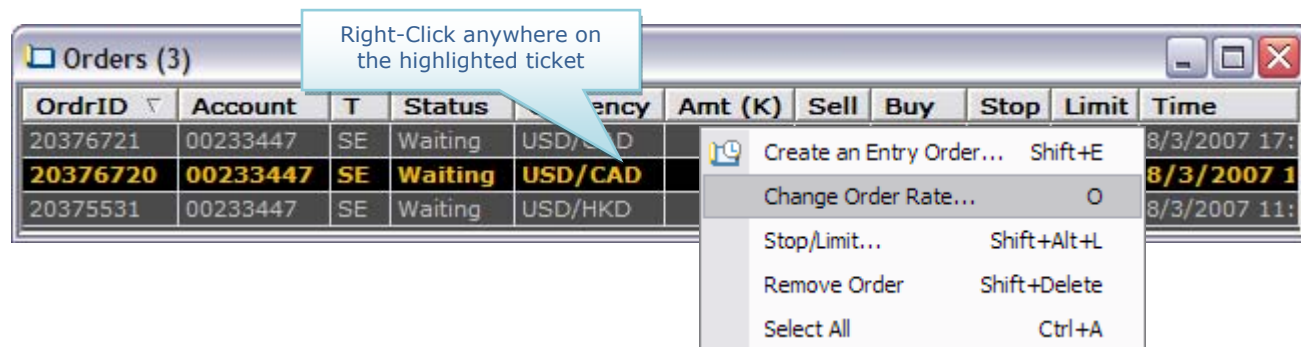 Right-Click anywhere on
the highlighted ticket
Orders (3)
OrdrID Account T Status ency Amt (K) Sell Buy Stop Limit Time
20376721 00233447 SE Waiting USD/ D 8/3/2007 17:
20376720 00233447 SE Waiting USD/CAD 8/3/2007 1
20375531 00233447 SE Waiting USD/HKD 8/3/2007 11:
Create an Entry Order... Shift+E
Change Order Rate... O
Stop/Limit... Shift+Alt+L
Remove Order Shift+Delete
Select All Ctrl+A